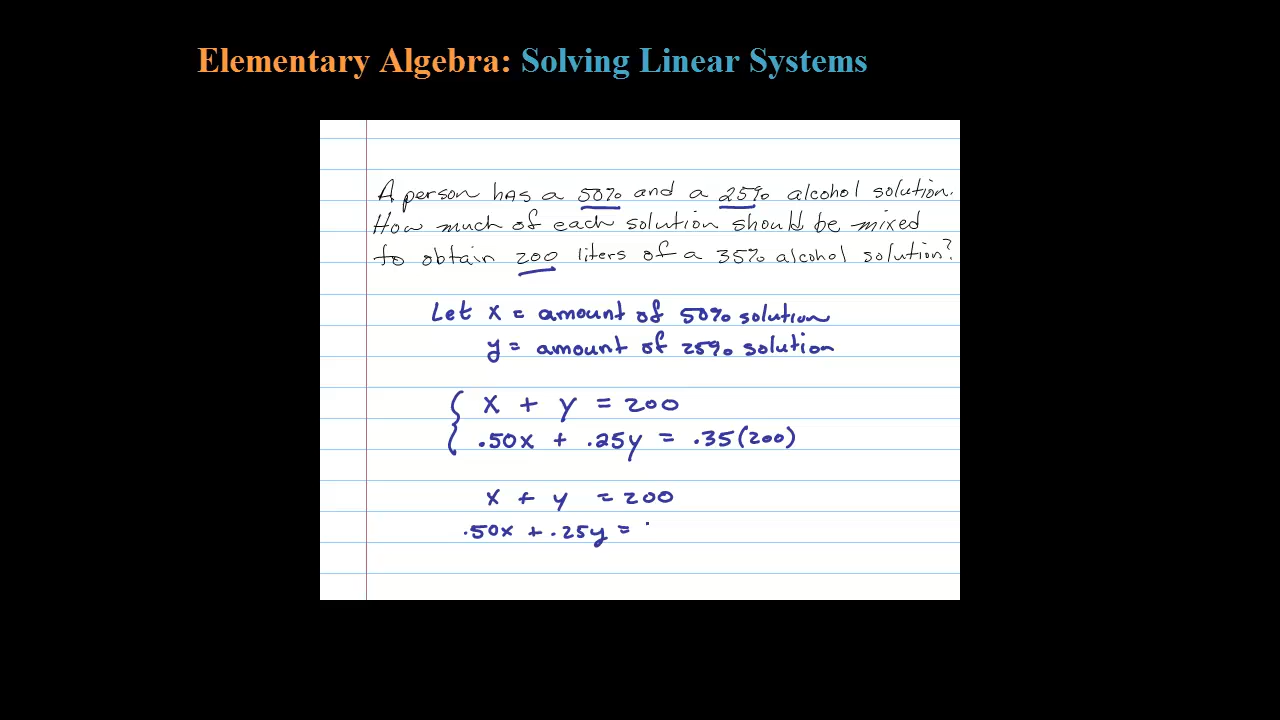 Elementary Algebra: Solving Linear Systems
A person has a 50% and a 25% alcohol solution.
How much of each solution should be mixed
to obtain 200 liters of a 35% alcohol solution?
Let x = amount of 50% solution
y = amount of 25% solution
{ x + y = 200
.50x + .25y = .35(200)
x + y = 200
.50x + .25y =